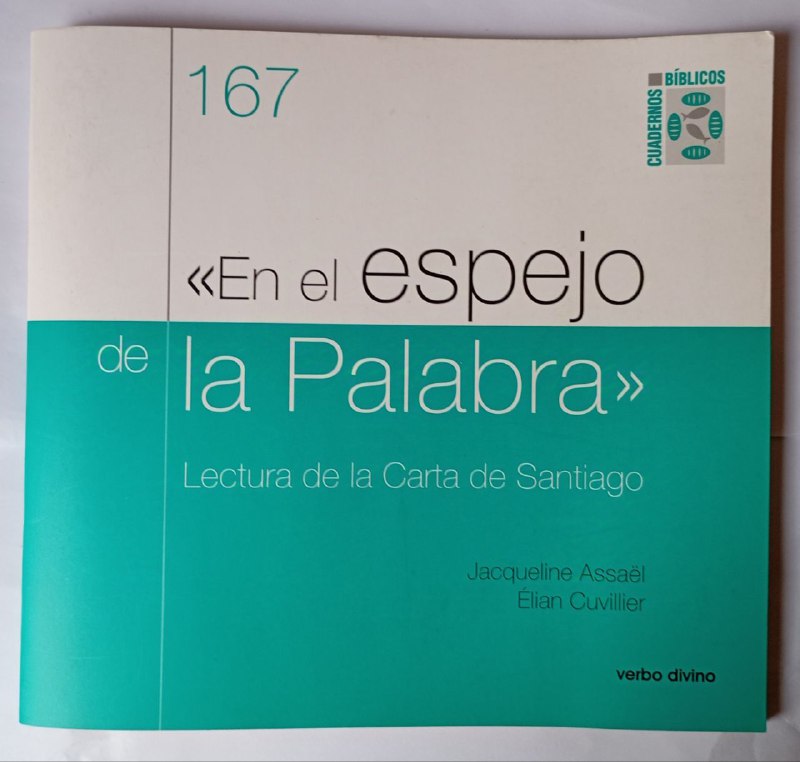 167
CUADERNOS BÍBLICOS
«En el espejo
de la Palabra»
Lectura de la Carta de Santiago
Jacqueline Assaël
Élian Cuvillier
verbo divino